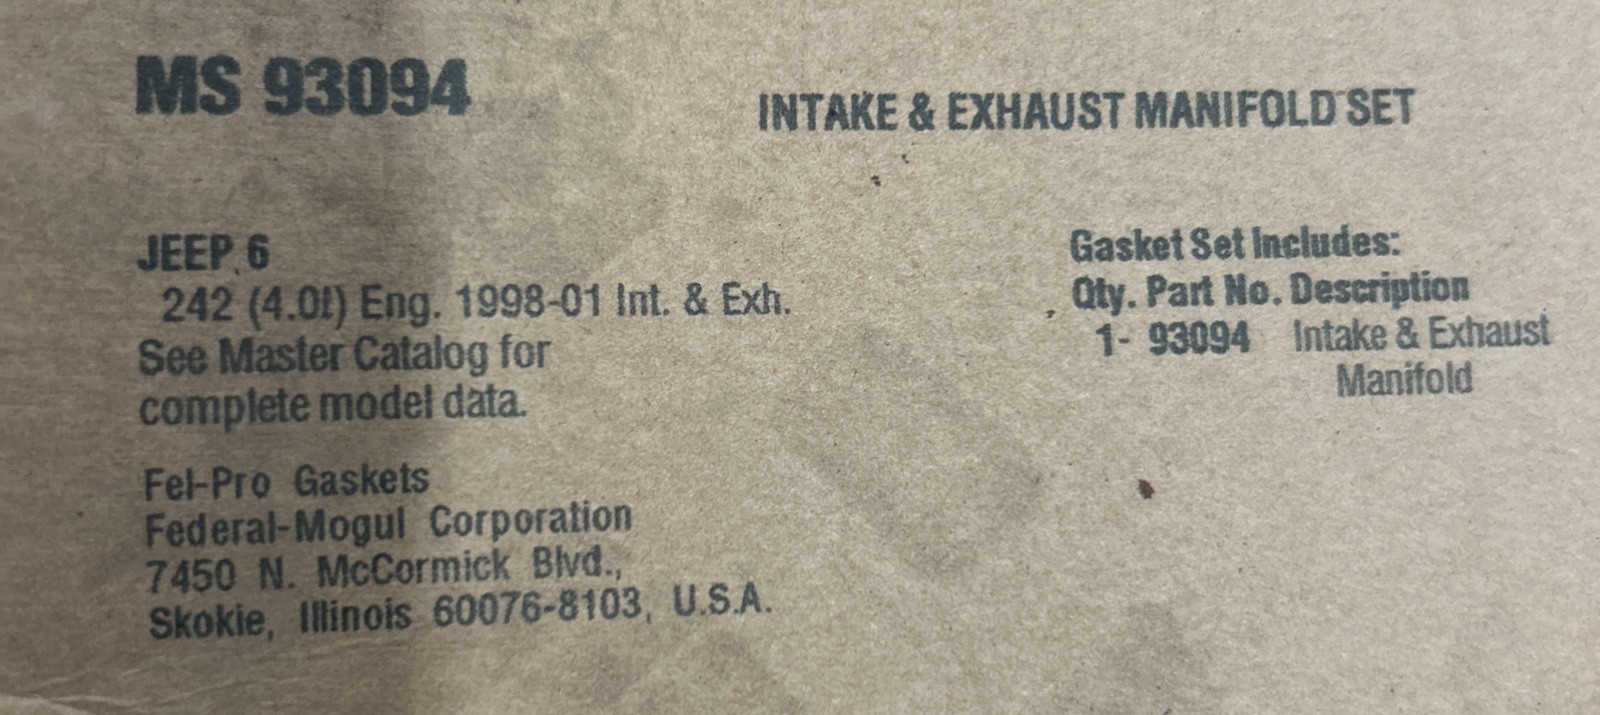 MS 93094
INTAKE & EXHAUST MANIFOLD SET
JEEP 6
242 (4.0ℓ) Eng. 1998-01 Int. & Exh.
See Master Catalog for
complete model data.
Fel-Pro Gaskets
Federal-Mogul Corporation
7450 N. McCormick Blvd.,
Skokie, Illinois 60076-8103, U.S.A.
Gasket Set Includes:
Qty. Part No. Description
1- 93094 Intake & Exhaust
Manifold